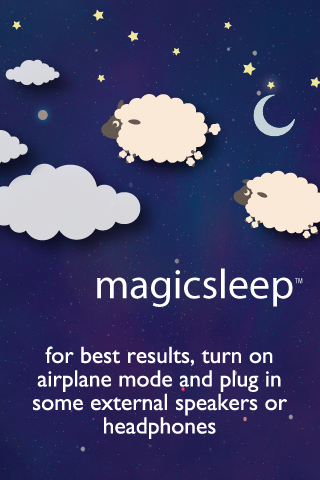 magicsleep™
for best results, turn on
airplane mode and plug in
some external speakers or
headphones